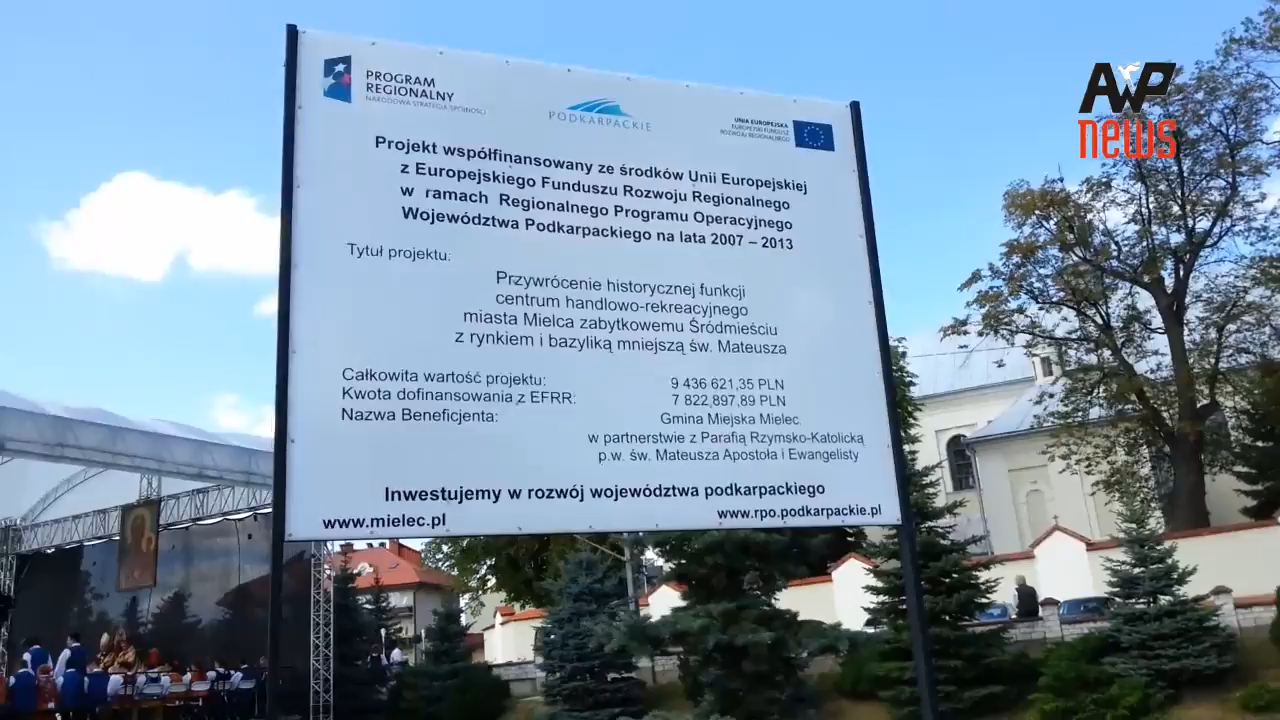 PROGRAM
REGIONALNY
NARODOWA STRATEGIA SPÓJNOŚCI
PODKARPACKIE
UNIA EUROPEJSKA
EUROPEJSKI FUNDUSZ
ROZWOJU REGIONALNEGO
AWP
news
Projekt współfinansowany ze środków Unii Europejskiej
z Europejskiego Funduszu Rozwoju Regionalnego
w ramach Regionalnego Programu Operacyjnego
Województwa Podkarpackiego na lata 2007 – 2013
Tytuł projektu:
Przywrócenie historycznej funkcji
centrum handlowo-rekreacyjnego
miasta Mielca zabytkowemu Śródmieściu
z rynkiem i bazyliką mniejszą św. Mateusza
Całkowita wartość projektu: 9 436 621,35 PLN
Kwota dofinansowania z EFRR: 7 822,897,89 PLN
Nazwa Beneficjenta: Gmina Miejska Mielec
w partnerstwie z Parafią Rzymsko-Katolicką
p.w. św. Mateusza Apostoła i Ewangelisty
Inwestujemy w rozwój województwa podkarpackiego
www.mielec.pl www.rpo.podkarpackie.pl